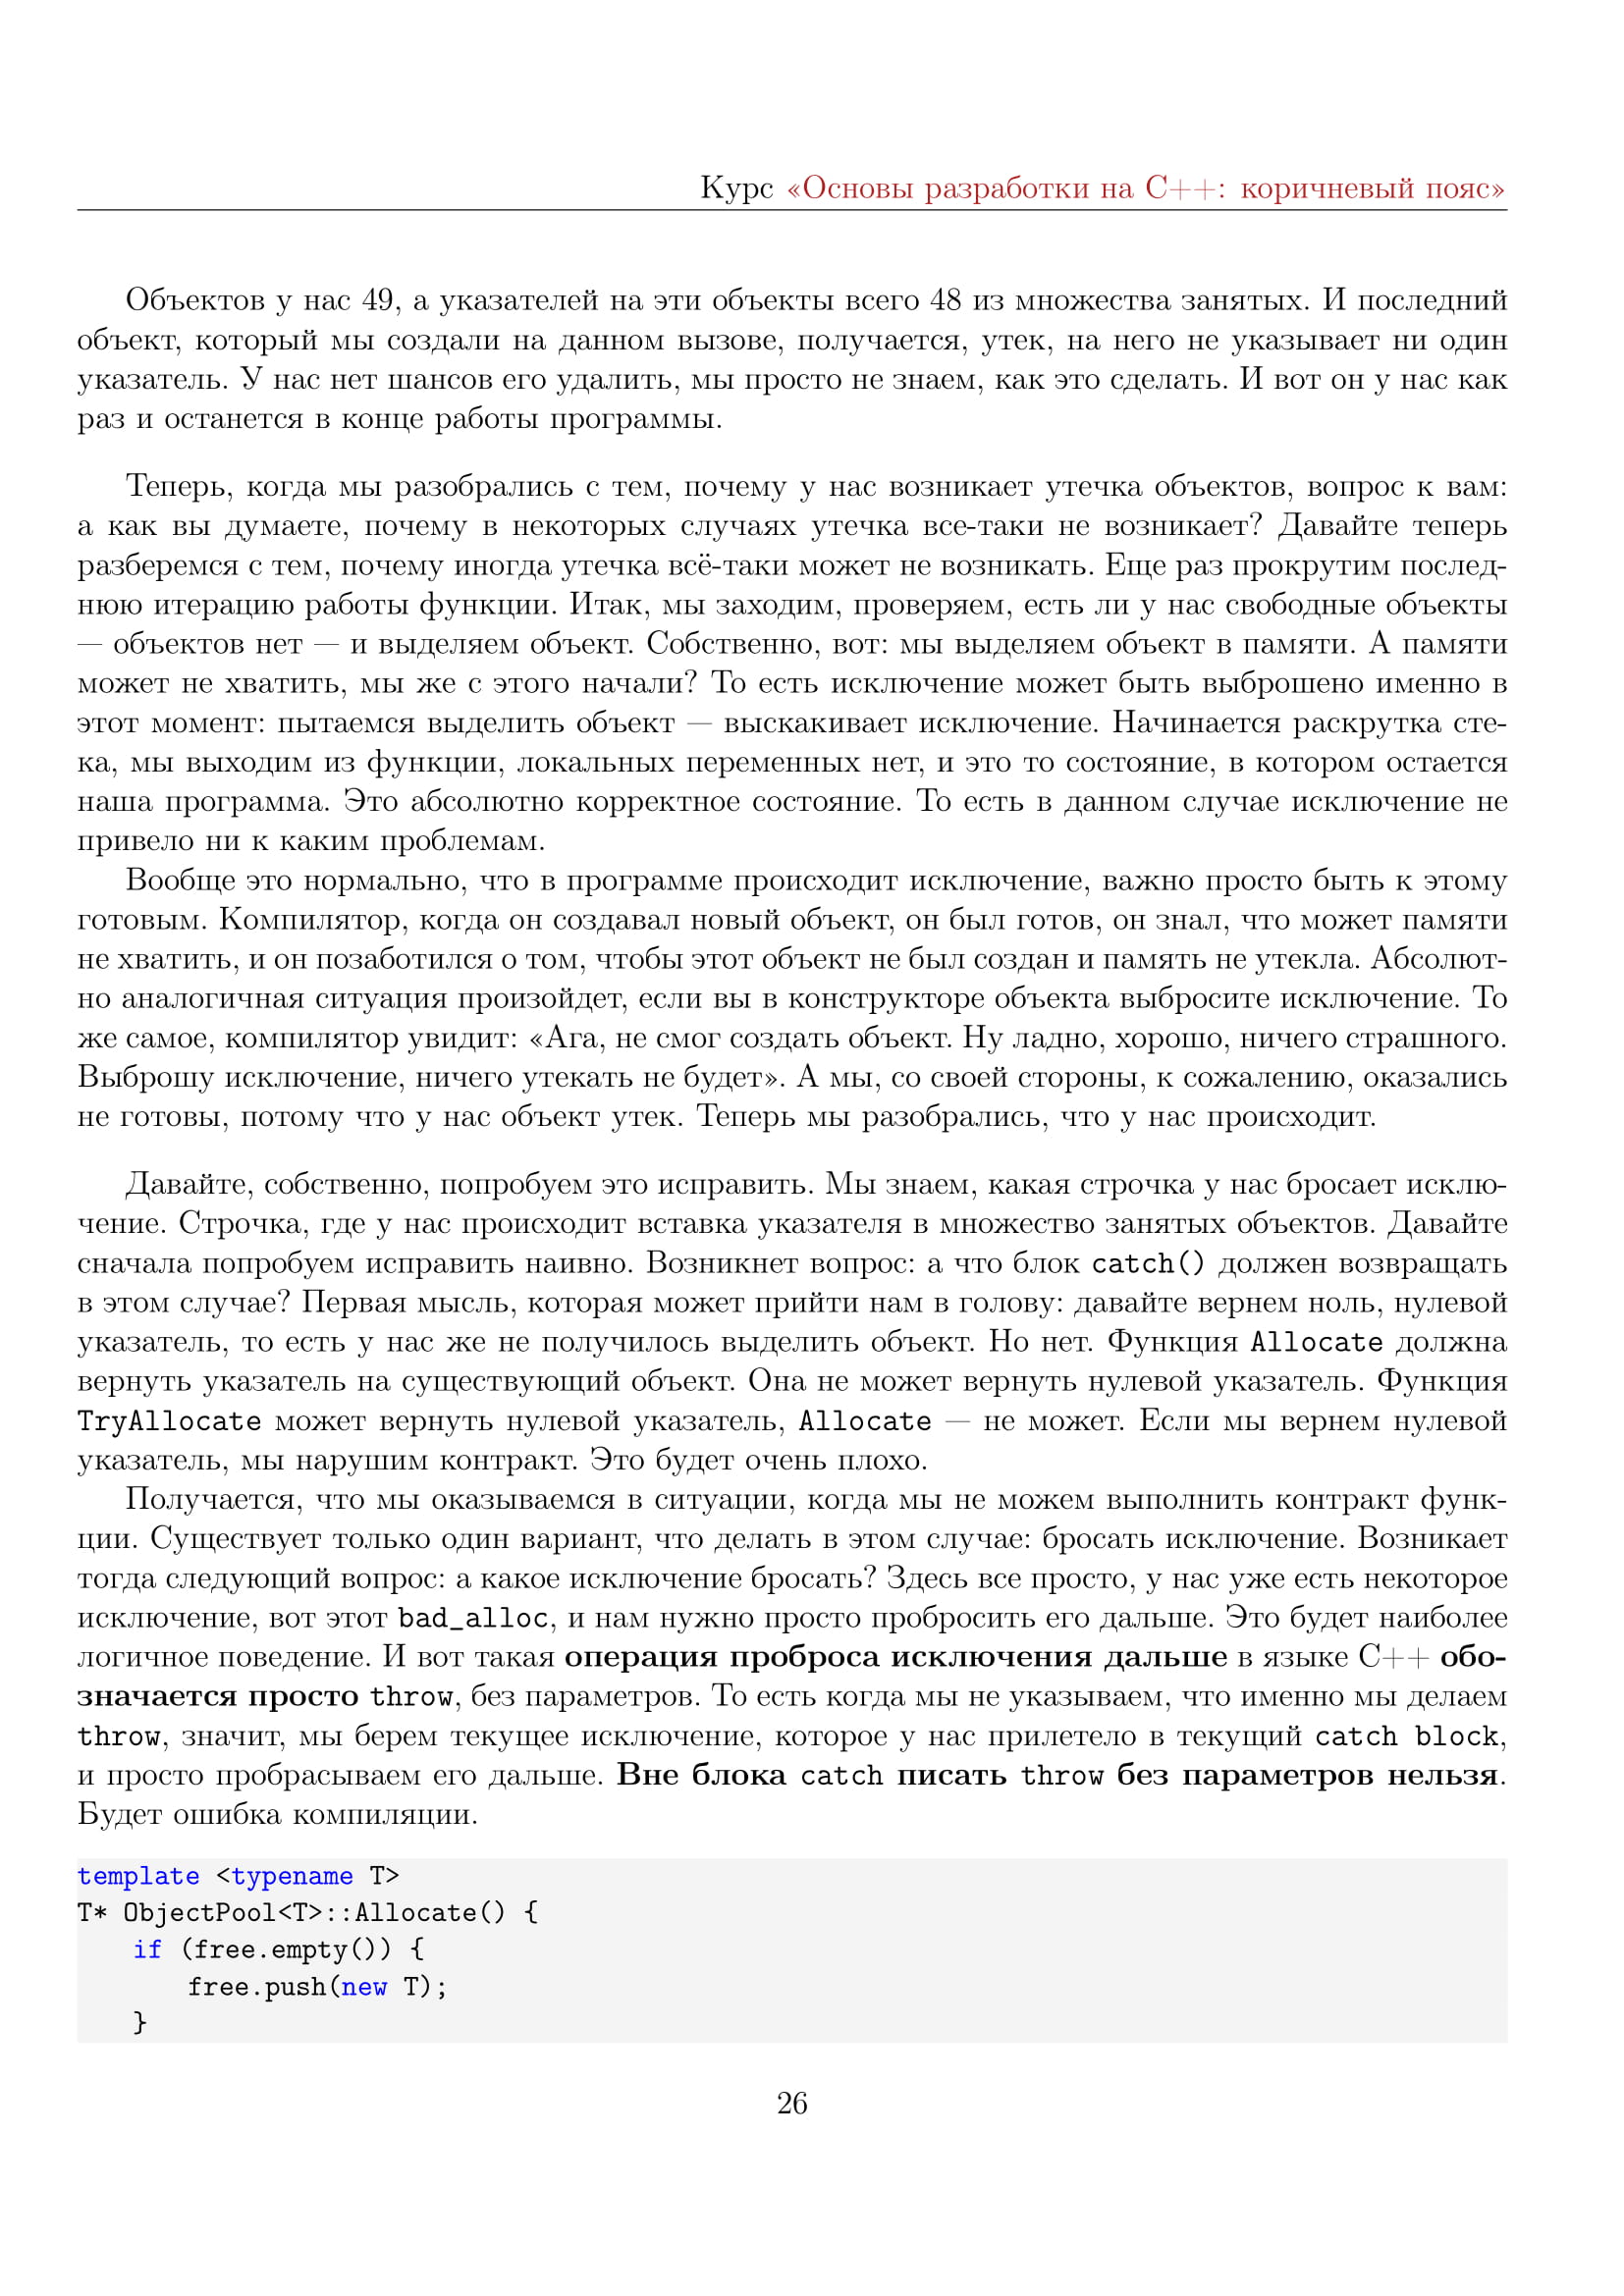 Курс «Основы разработки на C++: коричневый пояс»
Объектов у нас 49, а указателей на эти объекты всего 48 из множества занятых. И последний
объект, который мы создали на данном вызове, получается, утек, на него не указывает ни один
указатель. У нас нет шансов его удалить, мы просто не знаем, как это сделать. И вот он у нас как
раз и останется в конце работы программы.
Теперь, когда мы разобрались с тем, почему у нас возникает утечка объектов, вопрос к вам:
а как вы думаете, почему в некоторых случаях утечка все-таки не возникает? Давайте теперь
разберемся с тем, почему иногда утечка всё-таки может не возникать. Еще раз прокрутим послед-
нюю итерацию работы функции. Итак, мы заходим, проверяем, есть ли у нас свободные объекты
— объектов нет — и выделяем объект. Собственно, вот: мы выделяем объект в памяти. А памяти
может не хватить, мы же с этого начали? То есть исключение может быть выброшено именно в
этот момент: пытаемся выделить объект — выскакивает исключение. Начинается раскрутка сте-
ка, мы выходим из функции, локальных переменных нет, и это то состояние, в котором остается
наша программа. Это абсолютно корректное состояние. То есть в данном случае исключение не
привело ни к каким проблемам.
Вообще это нормально, что в программе происходит исключение, важно просто быть к этому
готовым. Компилятор, когда он создавал новый объект, он был готов, он знал, что может памяти
не хватить, и он позаботился о том, чтобы этот объект не был создан и память не утекла. Абсолют-
но аналогичная ситуация произойдет, если вы в конструкторе объекта выбросите исключение. То
же самое, компилятор увидит: «Ага, не смог создать объект. Ну ладно, хорошо, ничего страшного.
Выброшу исключение, ничего утекать не будет». А мы, со своей стороны, к сожалению, оказались
не готовы, потому что у нас объект утек. Теперь мы разобрались, что у нас происходит.
Давайте, собственно, попробуем это исправить. Мы знаем, какая строчка у нас бросает исклю-
чение. Строчка, где у нас происходит вставка указателя в множество занятых объектов. Давайте
сначала попробуем исправить наивно. Возникнет вопрос: а что блок catch() должен возвращать
в этом случае? Первая мысль, которая может прийти нам в голову: давайте вернем ноль, нулевой
указатель, то есть у нас же не получилось выделить объект. Но нет. Функция Allocate должна
вернуть указатель на существующий объект. Она не может вернуть нулевой указатель. Функция
TryAllocate может вернуть нулевой указатель, Allocate — не может. Если мы вернем нулевой
указатель, мы нарушим контракт. Это будет очень плохо.
Получается, что мы оказываемся в ситуации, когда мы не можем выполнить контракт функ-
ции. Существует только один вариант, что делать в этом случае: бросать исключение. Возникает
тогда следующий вопрос: а какое исключение бросать? Здесь все просто, у нас уже есть некоторое
исключение, вот этот bad_alloc, и нам нужно просто пробросить его дальше. Это будет наиболее
логичное поведение. И вот такая операция проброса исключения дальше в языке C++ обо-
значается просто throw, без параметров. То есть когда мы не указываем, что именно мы делаем
throw, значит, мы берем текущее исключение, которое у нас прилетело в текущий catch block,
и просто пробрасываем его дальше. Вне блока catch писать throw без параметров нельзя.
Будет ошибка компиляции.
template <typename T>
T* ObjectPool<T>::Allocate() {
if (free.empty()) {
free.push(new T);
}
26